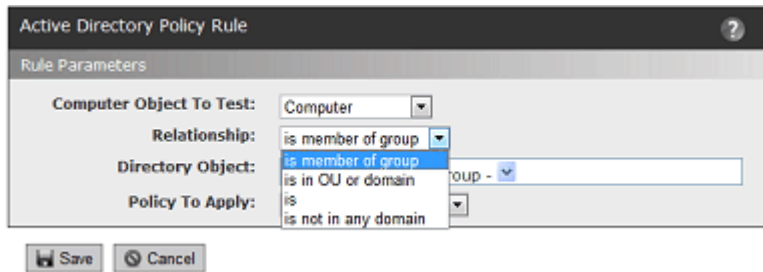 Active Directory Policy Rule
?
Rule Parameters
Computer Object To Test: Computer
Relationship: is member of group
is member of group
Directory Object: roup -
is in OU or domain
is
Policy To Apply:
is not in any domain
Save Cancel